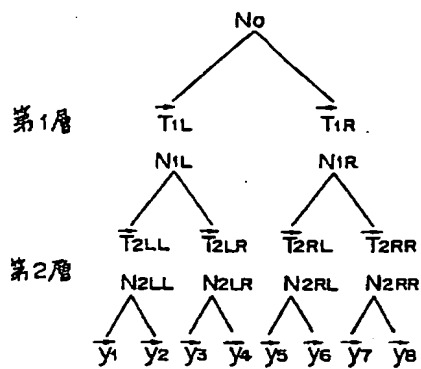 No
第1層
T1L T1R
N1L N1R
T2LL T2LR T2RL T2RR
第2層
N2LL N2LR N2RL N2RR
y1 y2 y3 y4 y5 y6 y7 y8